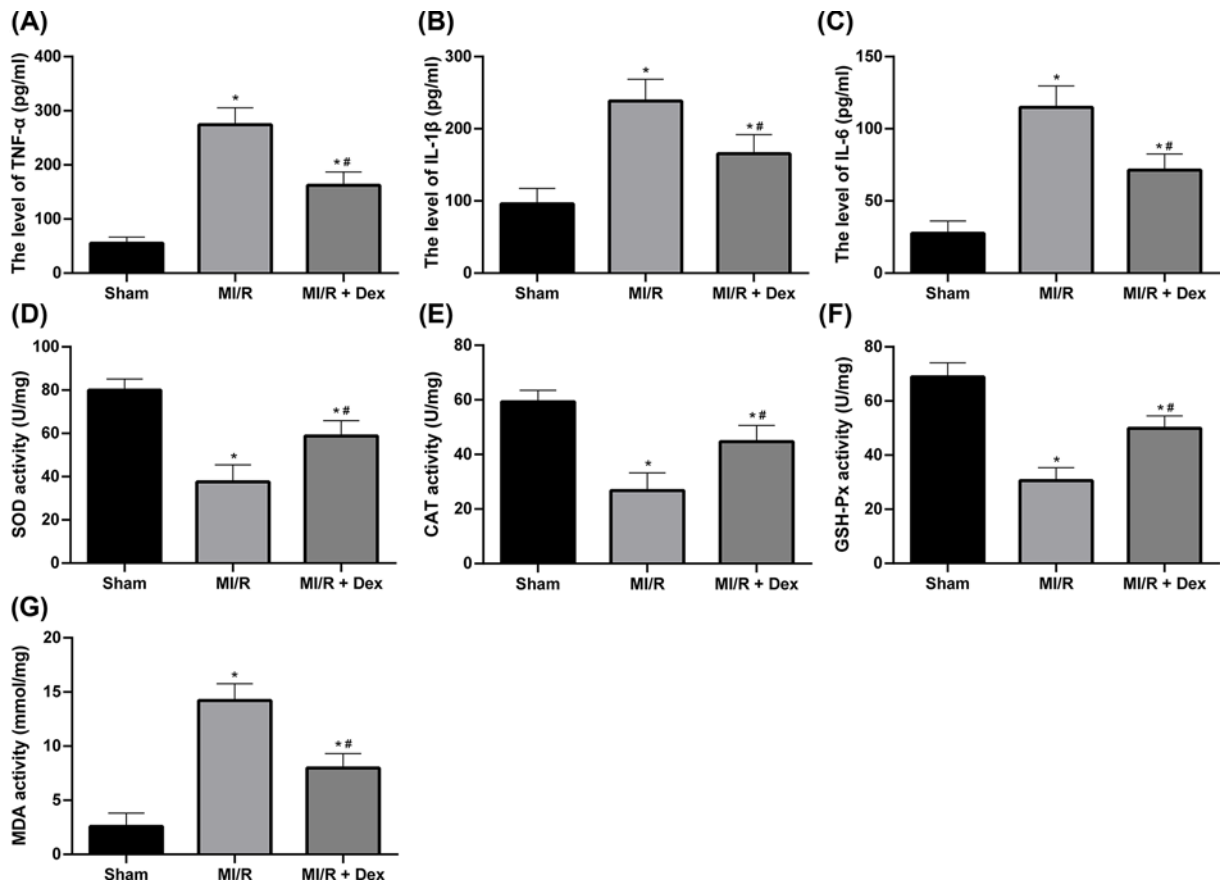 (A)
The level of TNF-α (pg/ml)
400
300
200
100
0
*
* #
Sham
MI/R
MI/R + Dex
(B)
The level of IL-1β (pg/ml)
300
200
100
0
*
* #
Sham
MI/R
MI/R + Dex
(C)
The level of IL-6 (pg/ml)
150
100
50
0
*
* #
Sham
MI/R
MI/R + Dex
(D)
SOD activity (U/mg)
100
80
60
40
20
0
*
* #
Sham
MI/R
MI/R + Dex
(E)
CAT activity (U/mg)
80
60
40
20
0
*
* #
Sham
MI/R
MI/R + Dex
(F)
GSH-Px activity (U/mg)
80
60
40
20
0
*
* #
Sham
MI/R
MI/R + Dex
(G)
MDA activity (mmol/mg)
20
15
10
5
0
*
* #
Sham
MI/R
MI/R + Dex